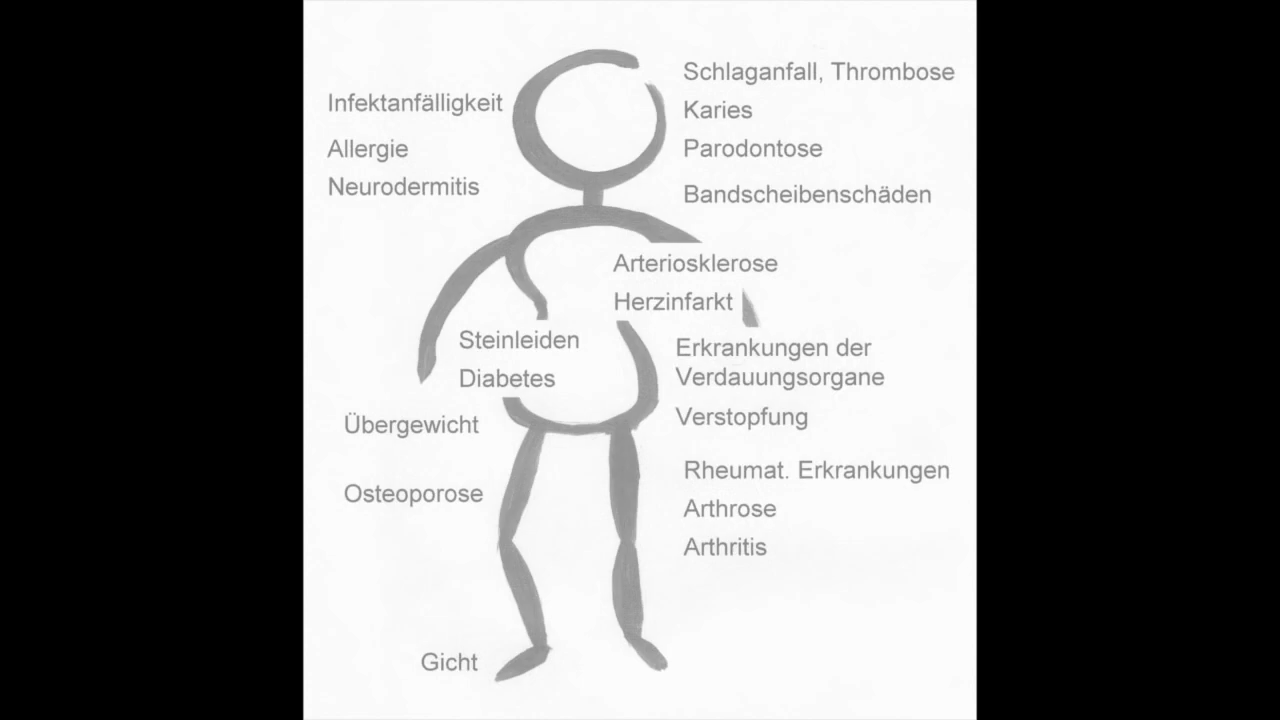 Schlaganfall, Thrombose
Infektanfälligkeit
Karies
Allergie
Parodontose
Neurodermitis
Bandscheibenschäden
Arteriosklerose
Herzinfarkt
Steinleiden
Diabetes
Erkrankungen der
Verdauungsorgane
Verstopfung
Übergewicht
Rheumat. Erkrankungen
Osteoporose
Arthrose
Arthritis
Gicht